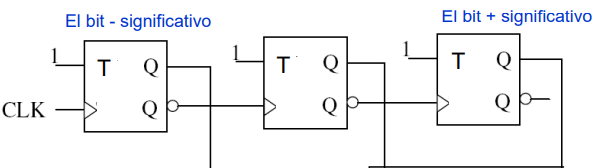 El bit - significativo
El bit + significativo
1 T Q
1 T Q
1 T Q
CLK Q
Q
Q